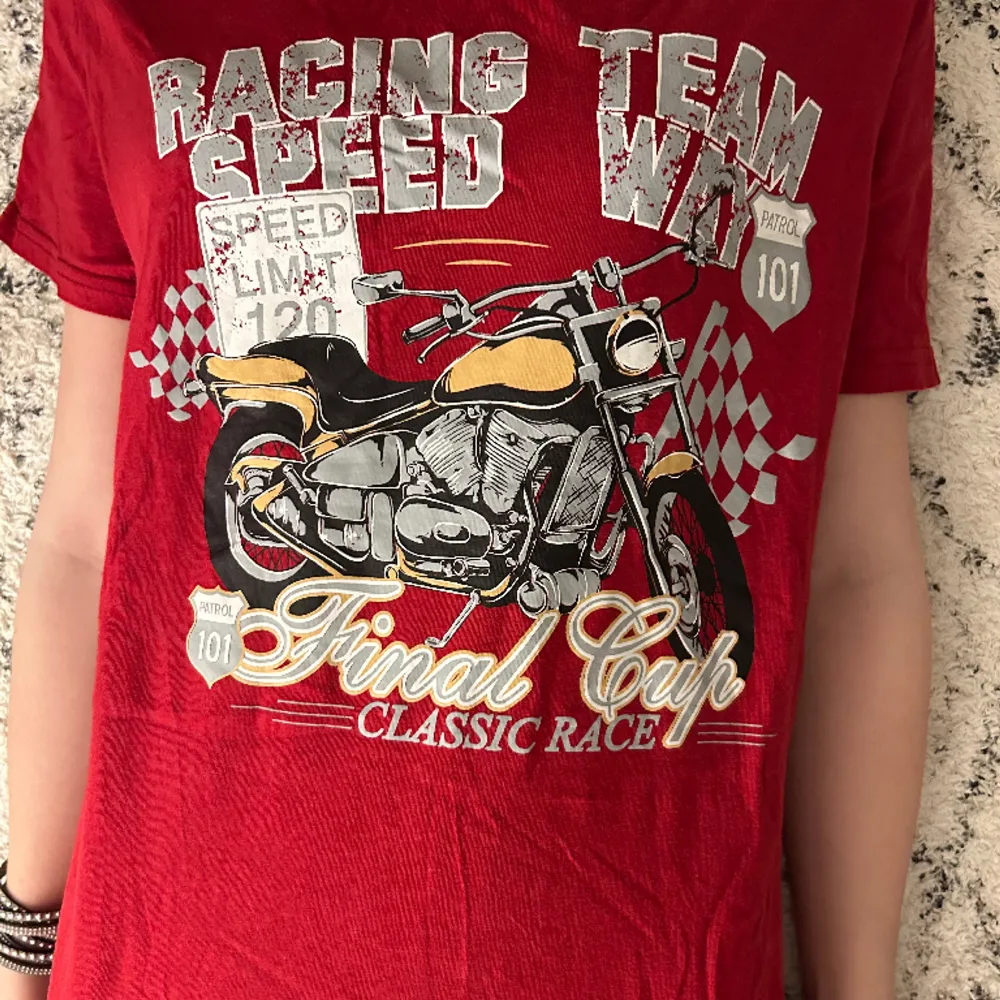 RACING TEAM
SPEED WAY
SPEED
LIMIT
120
PATROL
101
PATROL
101
Final Cup
CLASSIC RACE